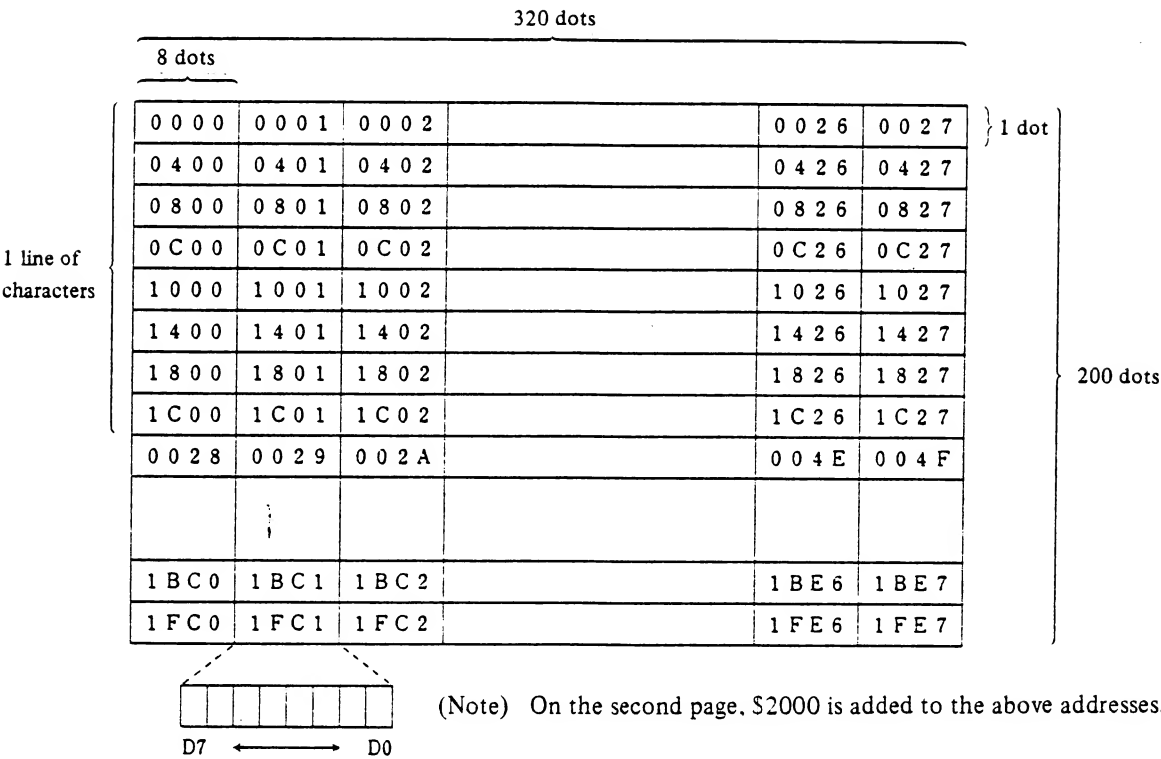 320 dots
8 dots
0000 0001 0002 0026 0027 1 dot
0400 0401 0402 0426 0427
0800 0801 0802 0826 0827
0C00 0C01 0C02 0C26 0C27
1 line of
characters
1000 1001 1002 1026 1027
1400 1401 1402 1426 1427
1800 1801 1802 1826 1827
200 dots
1C00 1C01 1C02 1C26 1C27
0028 0029 002A 004E 004F
1BC0 1BC1 1BC2 1BE6 1BE7
1FC0 1FC1 1FC2 1FE6 1FE7
(Note) On the second page, $2000 is added to the above addresses.
D7 D0